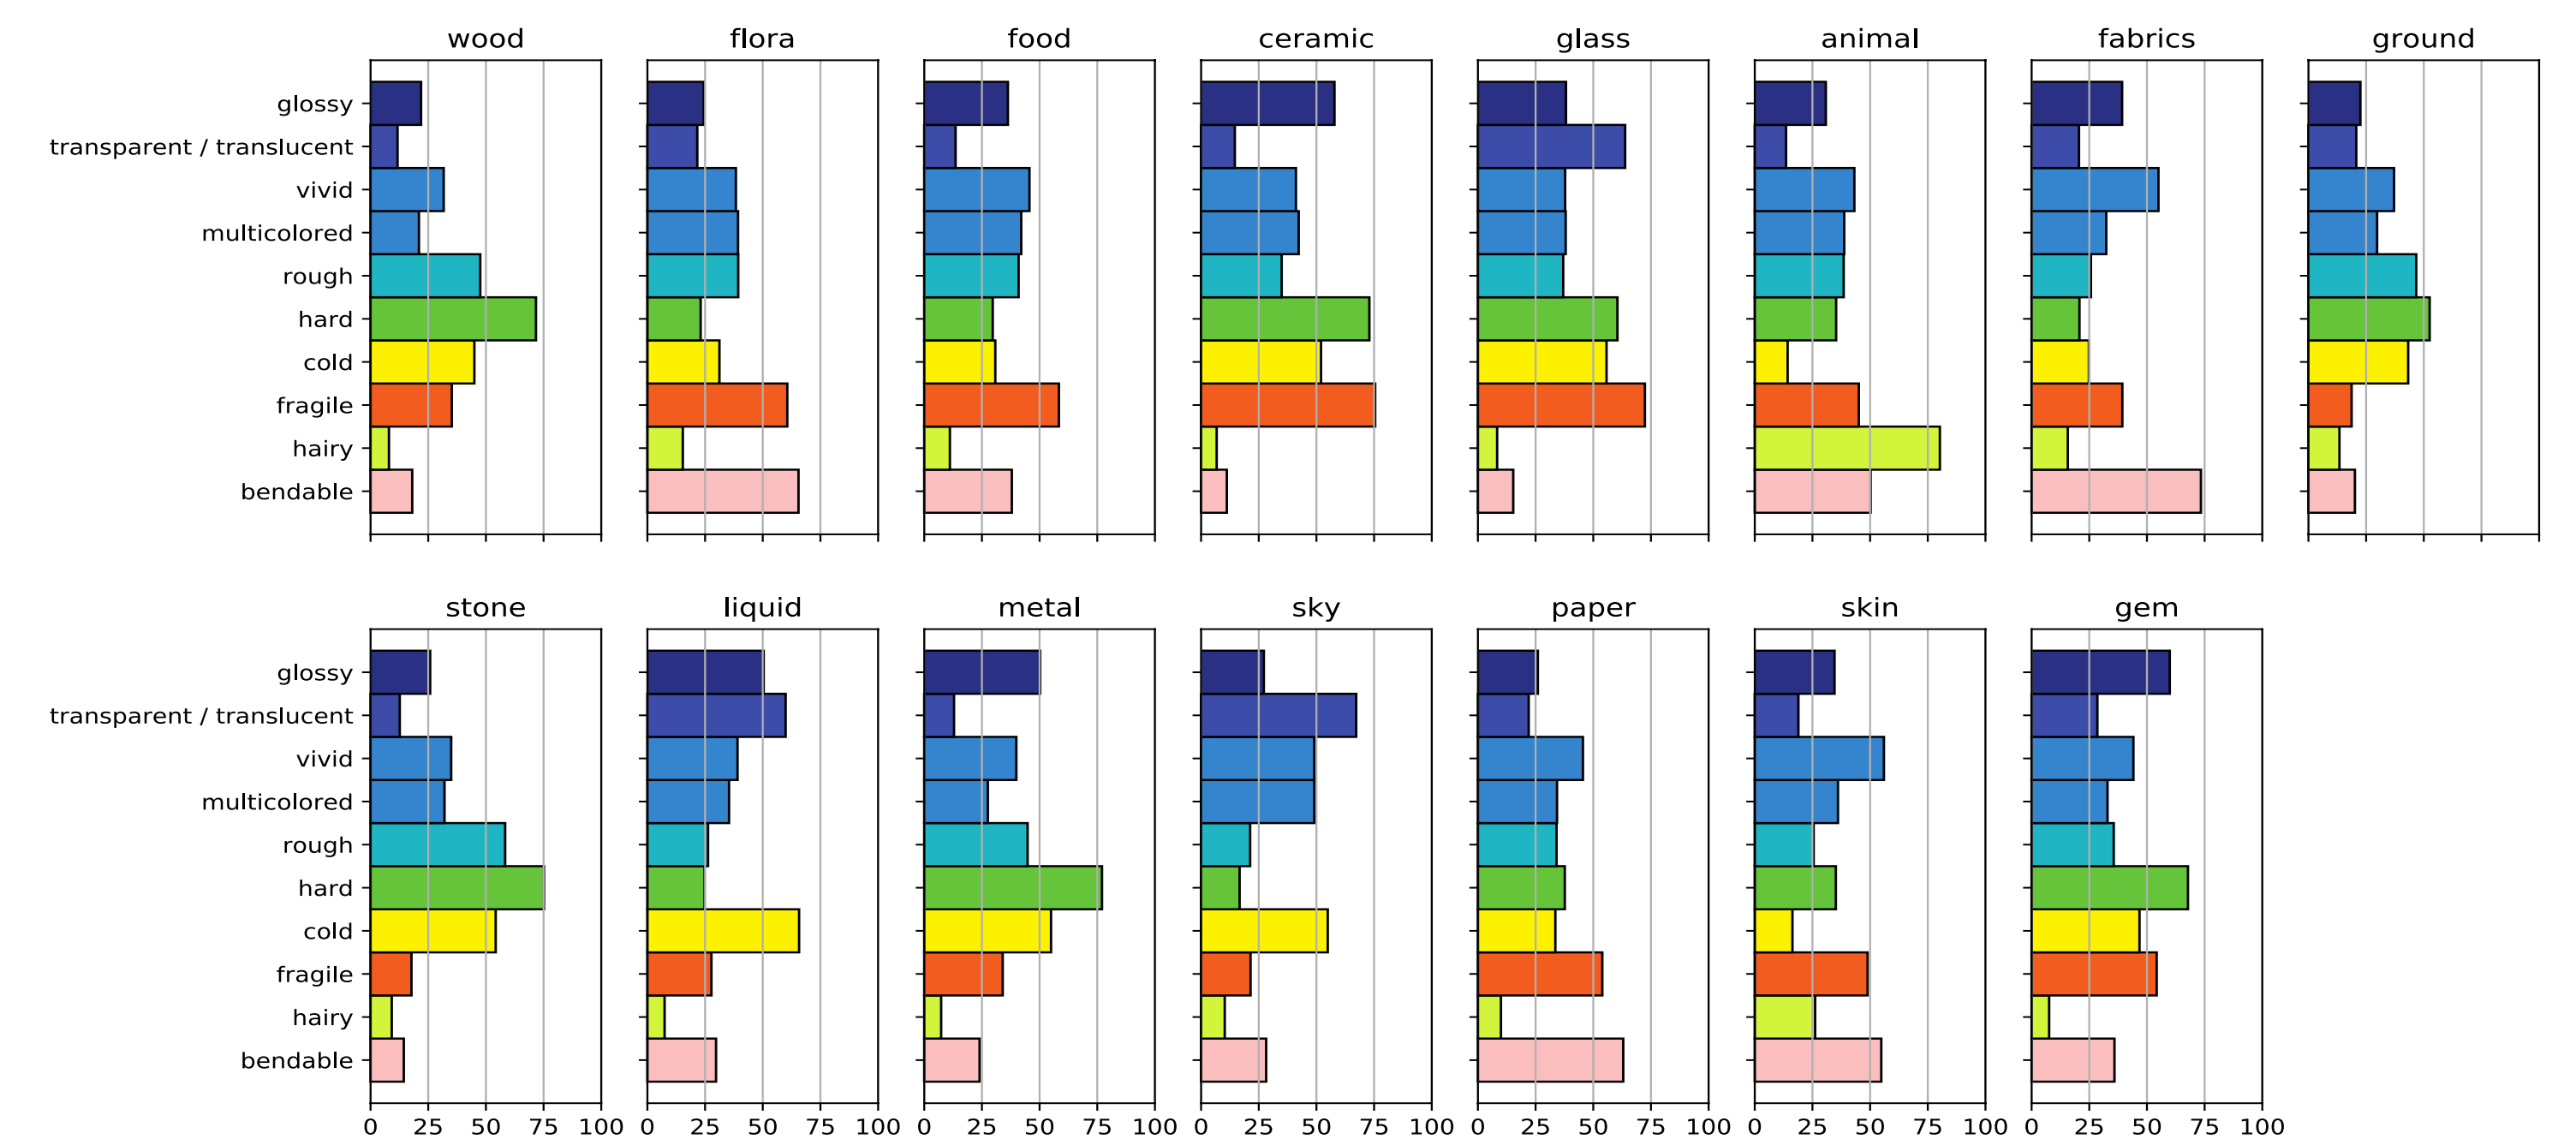 wood flora food ceramic glass animal fabrics ground
glossy
transparent / translucent
vivid
multicolored
rough
hard
cold
fragile
hairy
bendable
stone liquid metal sky paper skin gem
glossy
transparent / translucent
vivid
multicolored
rough
hard
cold
fragile
hairy
bendable
0 25 50 75 100 0 25 50 75 100 0 25 50 75 100 0 25 50 75 100 0 25 50 75 100 0 25 50 75 100 0 25 50 75 100